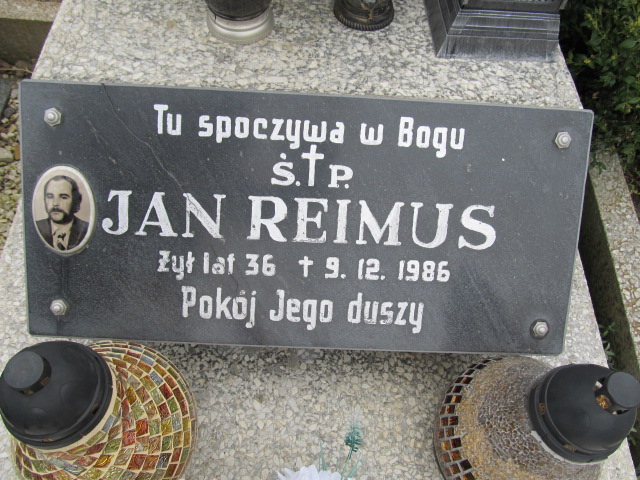 Tu spoczywa w Bogu
Ś.†P.
JAN REIMUS
żył lat 36 † 9. 12. 1986
Pokój Jego duszy